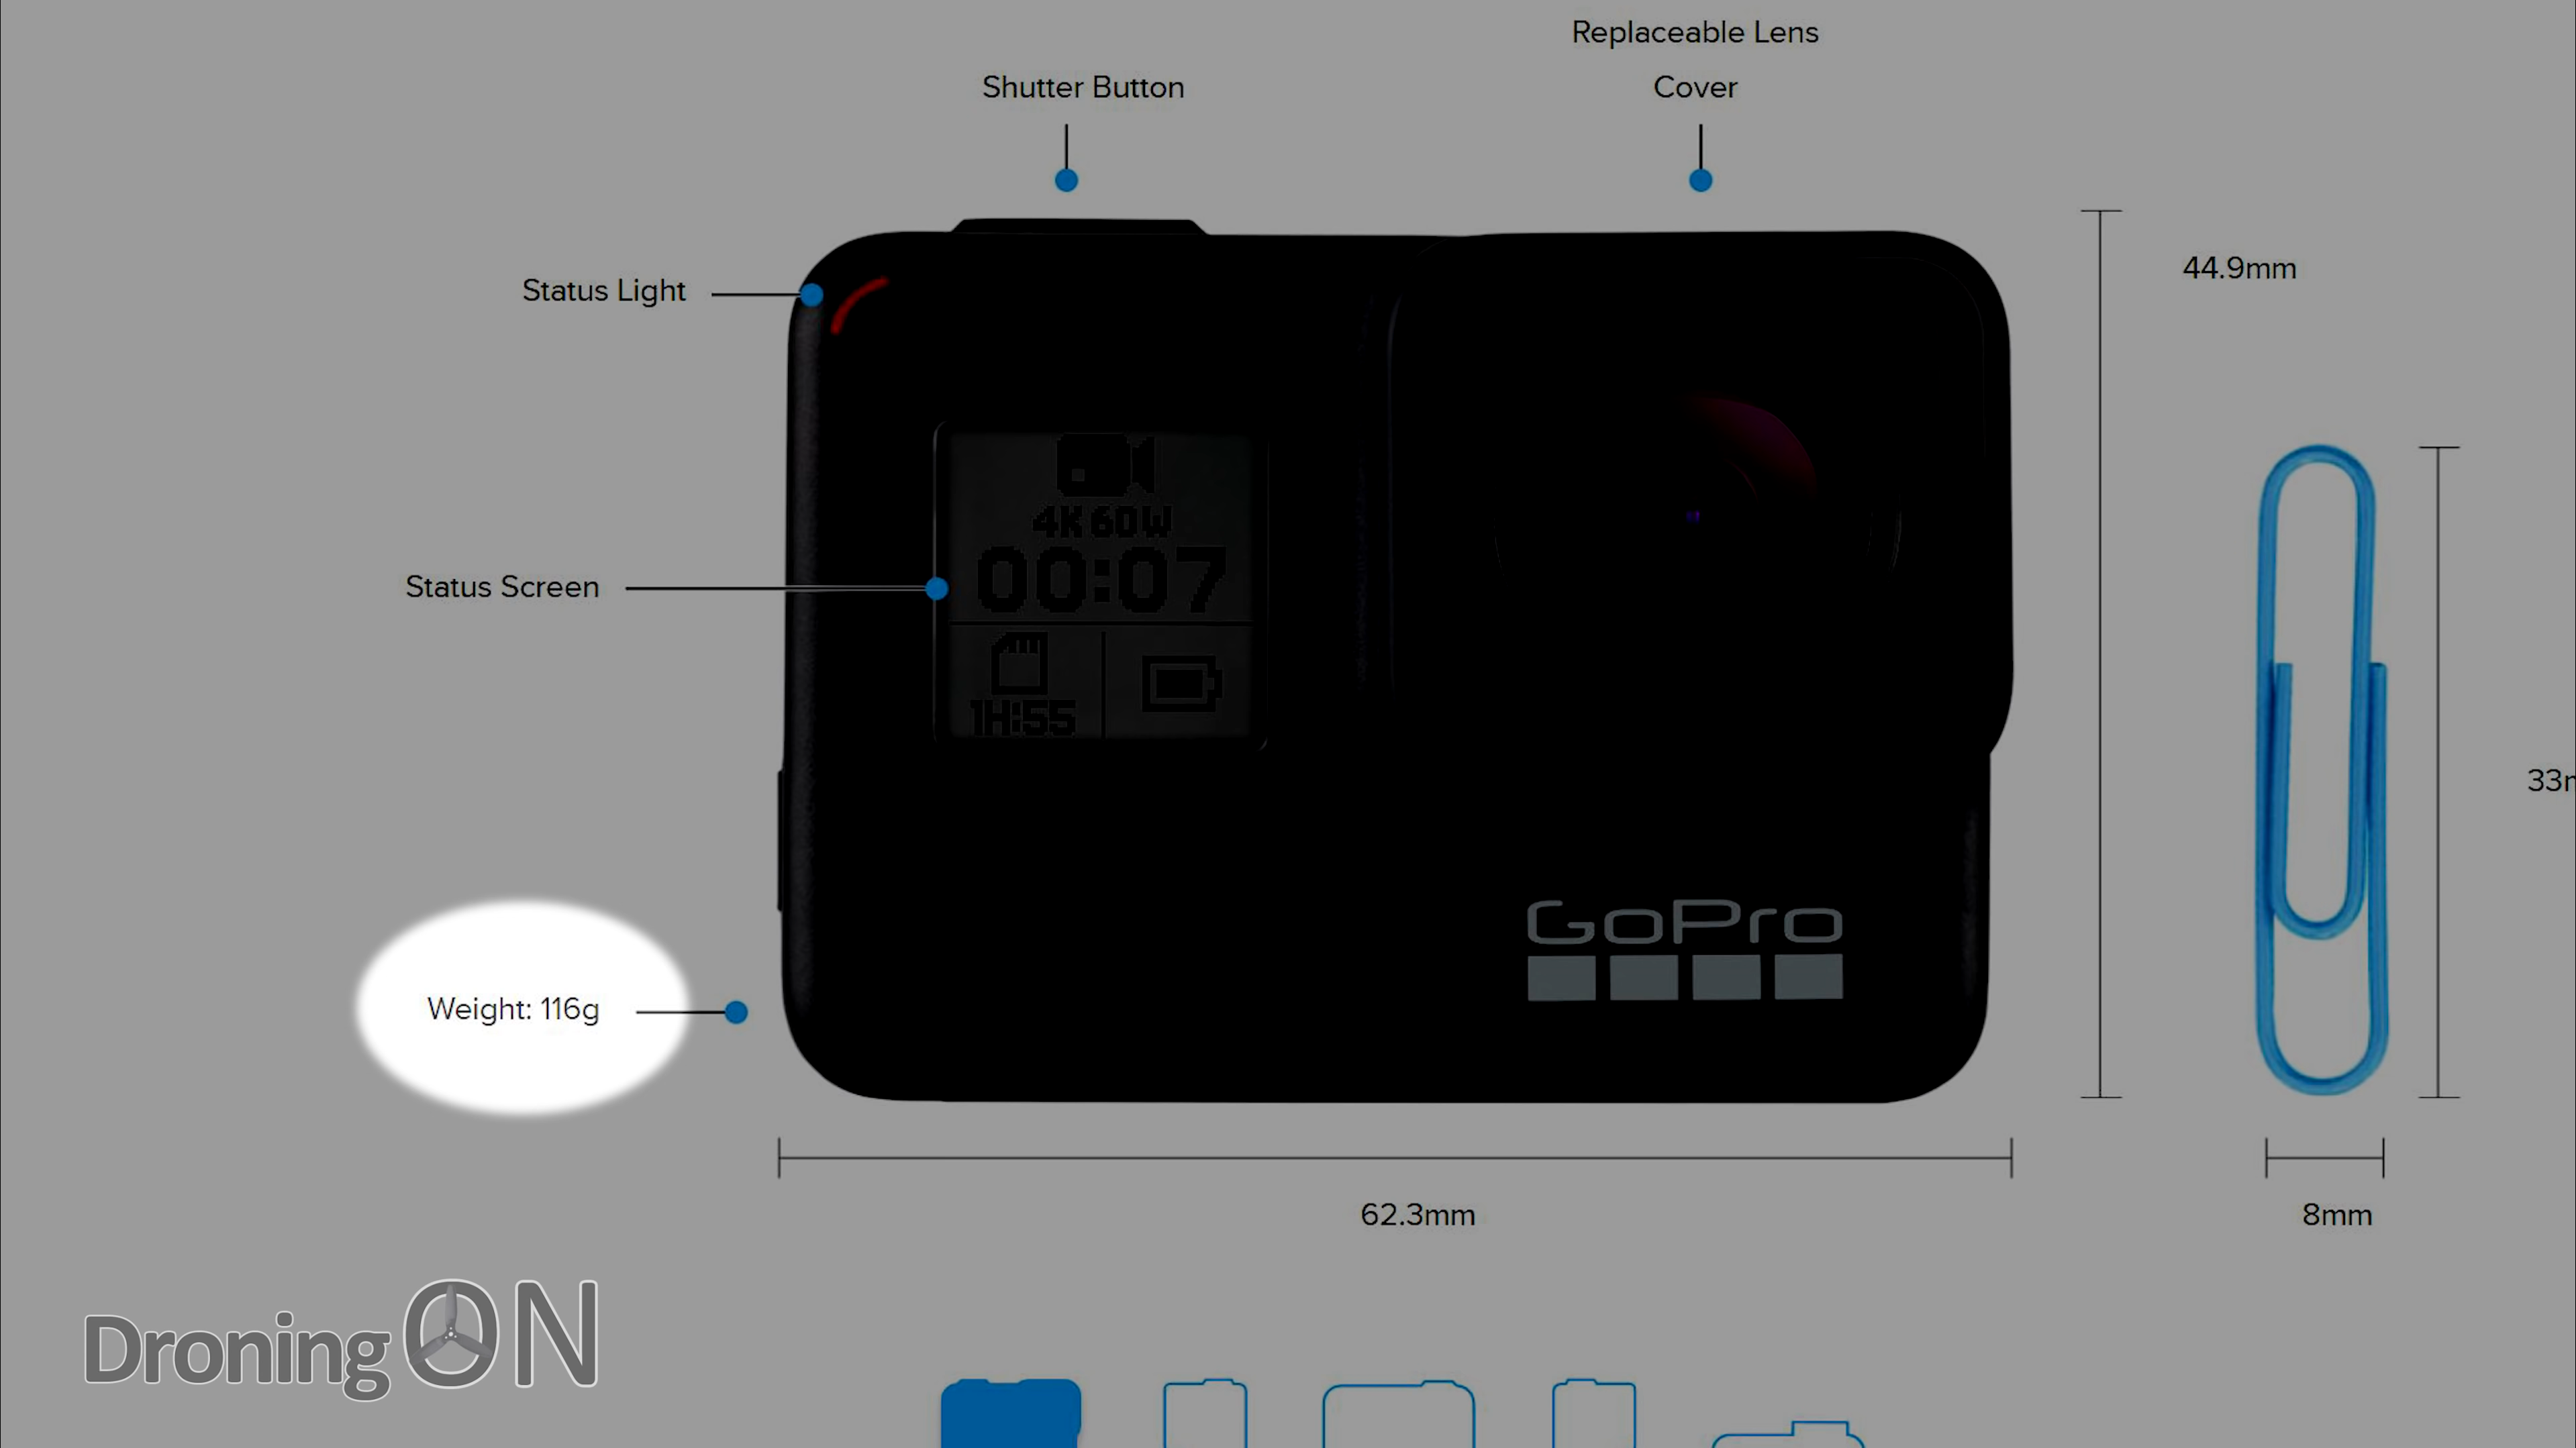 Replaceable Lens
Cover
Shutter Button
44.9mm
Status Light
4K 60W
00:07
Status Screen
1H:55
GoPro
Weight: 116g
62.3mm
8mm
DroningON